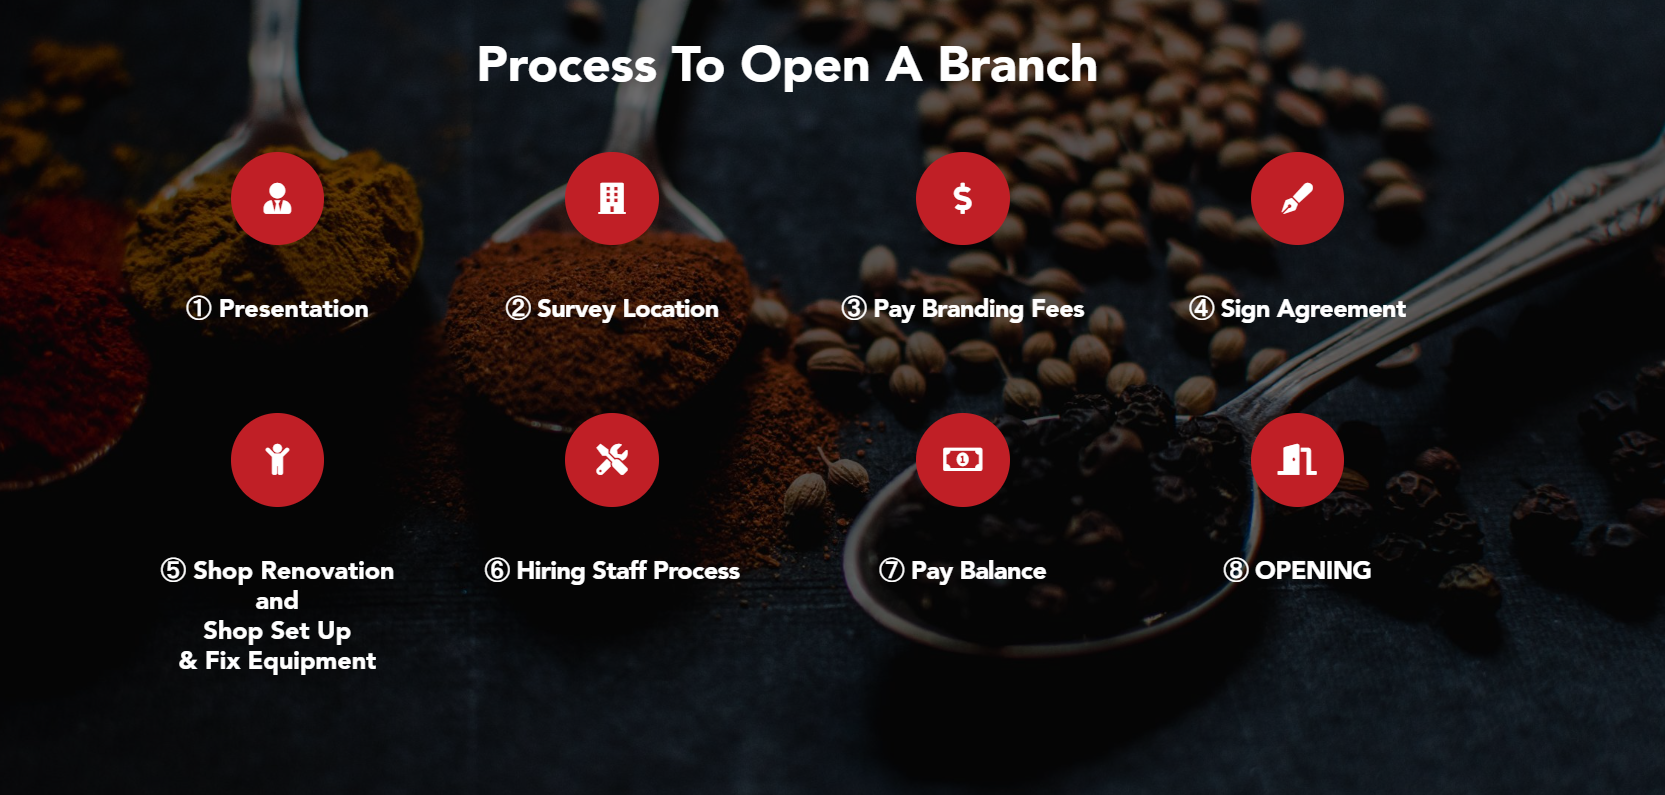 Process To Open A Branch
① Presentation
② Survey Location
③ Pay Branding Fees
④ Sign Agreement
⑤ Shop Renovation
and
Shop Set Up
& Fix Equipment
⑥ Hiring Staff Process
1
⑦ Pay Balance
⑧ OPENING